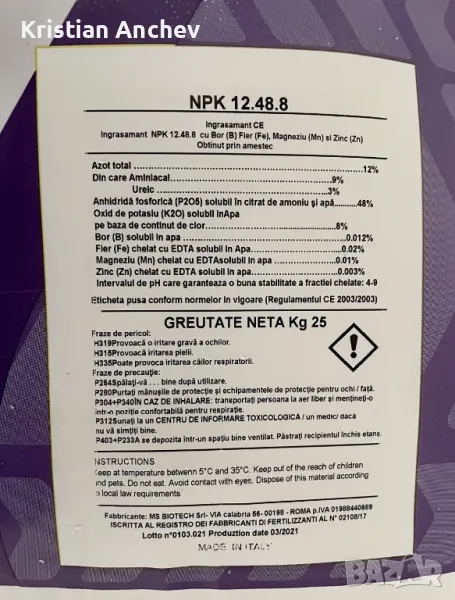 Kristian Anchev
NPK 12.48.8
Ingrasamant CE
Ingrasamant NPK 12.48.8 cu Bor (B) Fier (Fe), Magneziu (Mn) si Zinc (Zn)
Obtinut prin amestec
Azot total ........................................................................12%
Din care Aminiacal............................................9%
Ureic ..................................................3%
Anhidridă fosforică (P2O5) solubil în citrat de amoniu şi apă..........48%
Oxid de potasiu (K2O) solubil inApa
pe baza de continut de clor.......................................8%
Bor (B) solubil in apa ...............................................0.012%
Fier (Fe) chelat cu EDTA solubil in Apa.........................0.02%
Magneziu (Mn) chelat cu EDTAsolubil in apa ................0.01%
Zinc (Zn) chelat cu EDTA solubil in apa........................0.003%
Intervalul de pH care garanteaza o buna stabilitate a fractiei chelate: 4-9
Eticheta pusa conform normelor in vigoare (Regulamentul CE 2003/2003)
GREUTATE NETA Kg 25
Fraze de pericol:
H319Provoacă o iritare gravă a ochilor.
H315Provoacă iritarea pielii.
H335Poate provoca iritarea căilor respiratorii.
Fraze de precauţie:
P264Spălaţi-vă . . . bine după utilizare.
P280Purtaţi mănuşile de protecţie şi echipamentele de protecţie pentru ochi / faţă.
P304+P340ÎN CAZ DE INHALARE: transportaţi persoana la aer liber şi menţineţi-o
într-o poziţie confortabilă pentru respiraţie.
P312Sunaţi la un CENTRU DE INFORMARE TOXICOLOGICA / un medic/ dacă
nu vă simţiţi bine.
P403+P233A se depozita într-un spaţiu bine ventilat. Păstraţi recipientul închis etanş.
INSTRUCTIONS
Keep at temperature betwenn 5°C and 35°C. Keep out of the reach of children
and pets. Do not eat. Avoid contact with eyes. Dispose of this material according
to local law requirements
Fabbricante: MS BIOTECH Srl- VIA calabria 56- 00198 - ROMA p.IVA 01988440689
ISCRITTA AL REGISTRO DEI FABBRICANTI DI FERTILIZZANTI AL N° 02108/17
Lotto n°0103.021 Produztion date 03/2021
MADE IN ITALY
BAZAR